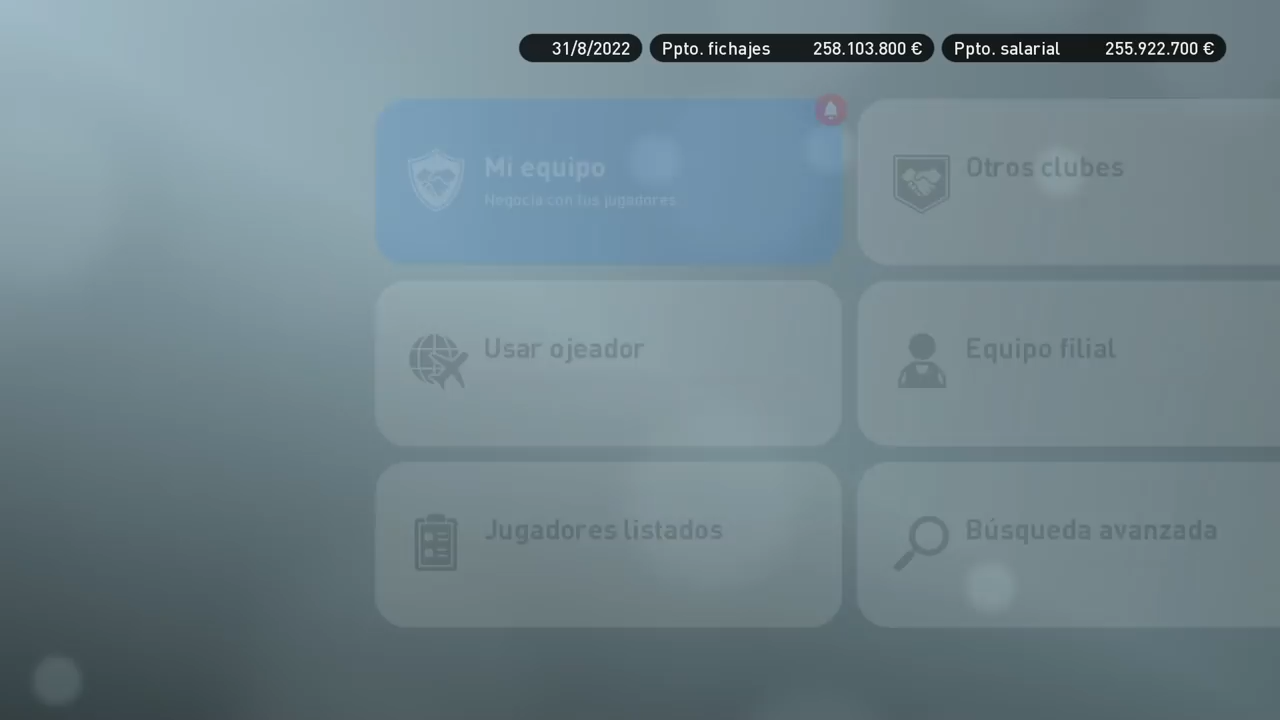 31/8/2022 Ppto. fichajes 258.103.800 € Ppto. salarial 255.922.700 €
Mi equipo
Negocia con tus jugadores
Otros clubes
Usar ojeador
Equipo filial
Jugadores listados
Búsqueda avanzada